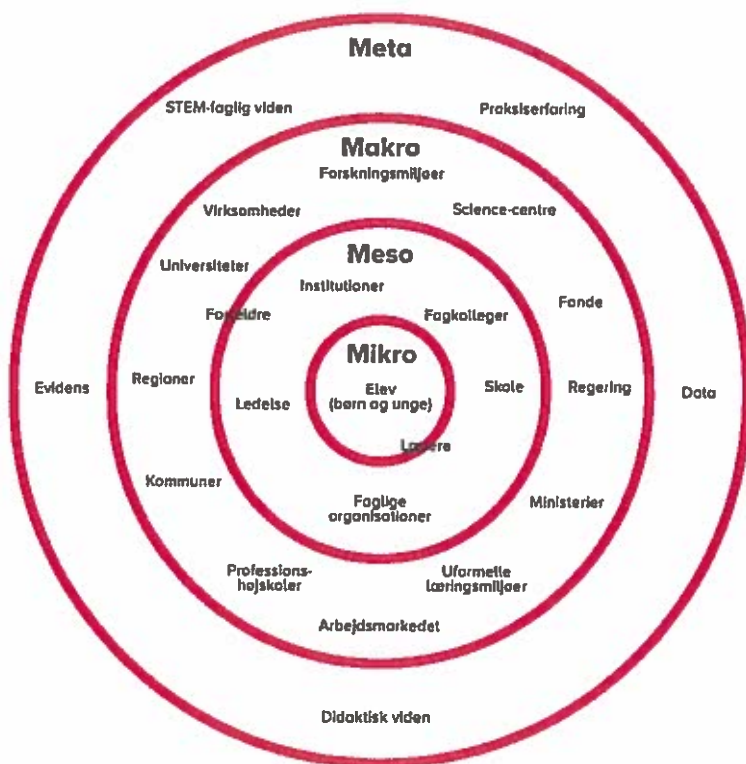 Meta
STEM-faglig viden
Praksiserfaring
Makro
Forskningsmiljøer
Virksomheder
Science-centre
Meso
Universiteter
Institutioner
Fonde
Forældre
Fagkolleger
Mikro
Evidens
Regioner
Ledelse
Elev
(børn og unge)
Skole
Regering
Data
Lærere
Kommuner
Faglige
organisationer
Ministerier
Professions-
højskoler
Uformelle
læringsmiljøer
Arbejdsmarkedet
Didaktisk viden